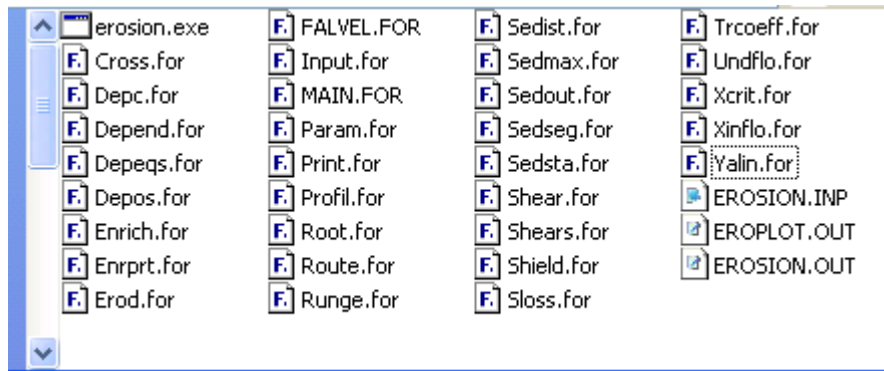 erosion.exe
Cross.for
Depc.for
Depend.for
Depeqs.for
Depos.for
Enrich.for
Enrprt.for
Erod.for
FALVEL.FOR
Input.for
MAIN.FOR
Param.for
Print.for
Profil.for
Root.for
Route.for
Runge.for
Sedist.for
Sedmax.for
Sedout.for
Sedseg.for
Sedsta.for
Shear.for
Shears.for
Shield.for
Sloss.for
Trcoeff.for
Undflo.for
Xcrit.for
Xinflo.for
Yalin.for
EROSION.INP
EROPLOT.OUT
EROSION.OUT